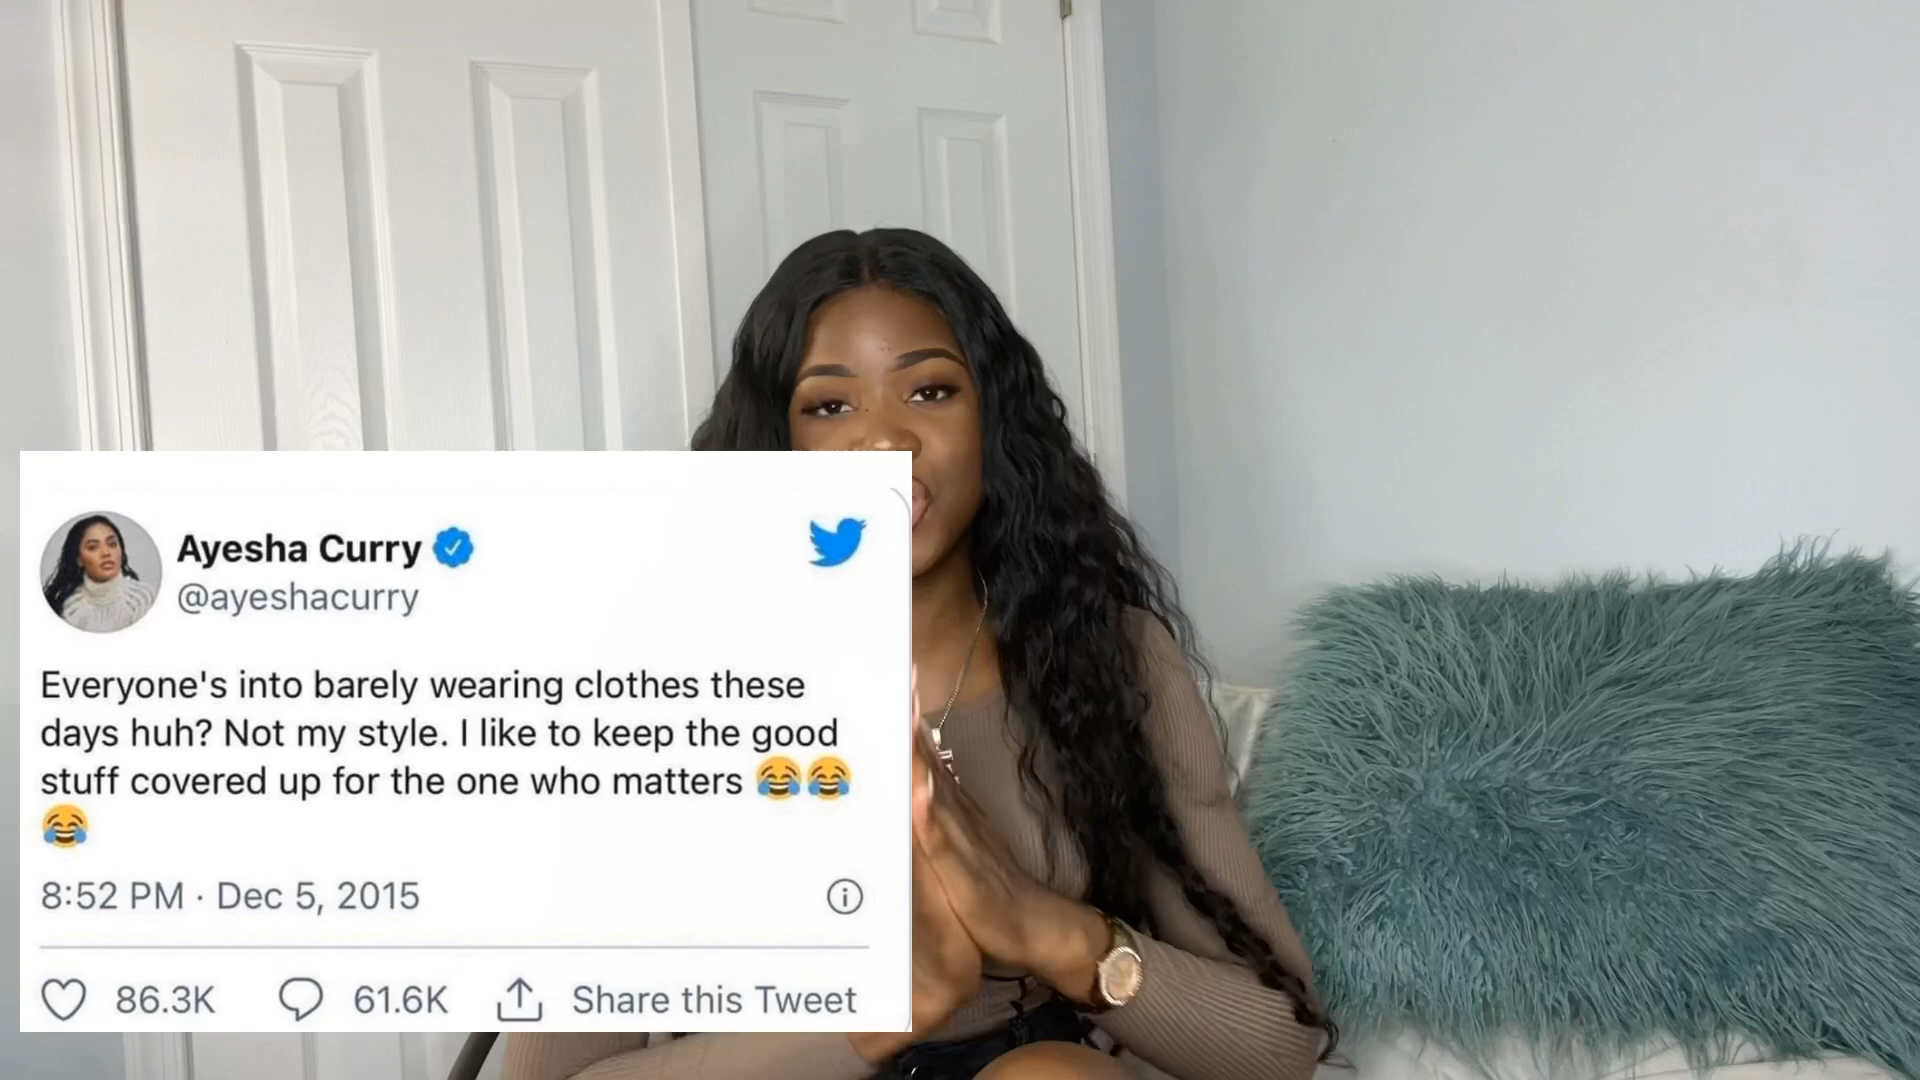 Ayesha Curry
@ayeshacurry
Everyone's into barely wearing clothes these
days huh? Not my style. I like to keep the good
stuff covered up for the one who matters 😂😂
😂
8:52 PM · Dec 5, 2015
86.3K 61.6K Share this Tweet